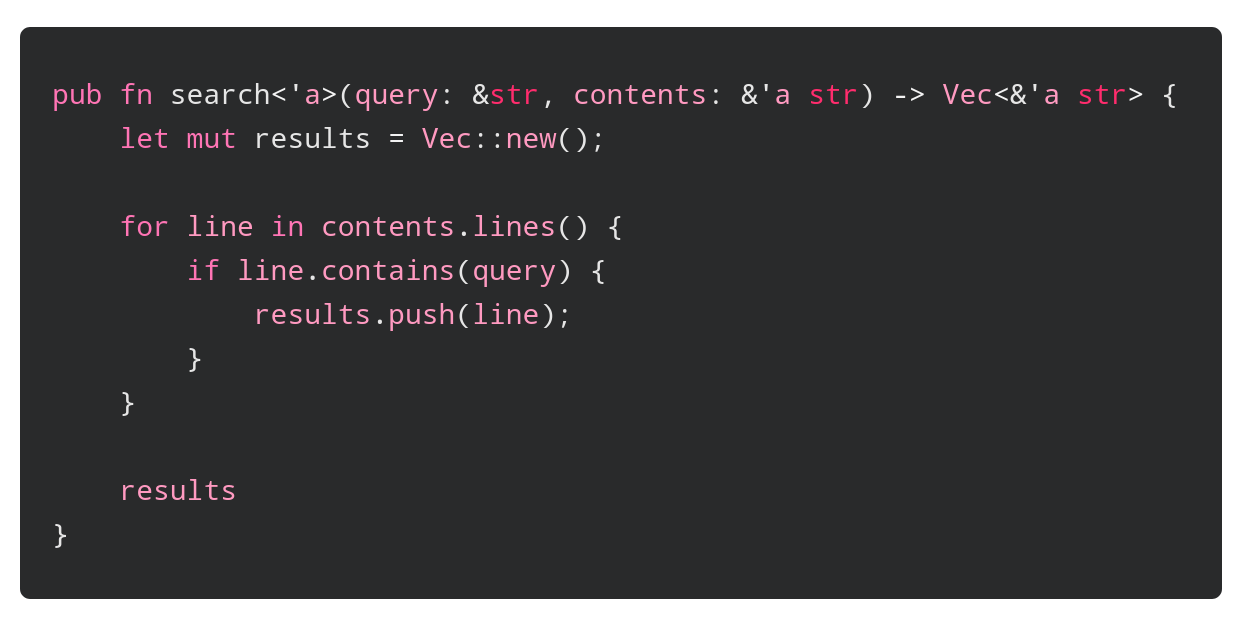 pub fn search<'a>(query: &str, contents: &'a str) -> Vec<&'a str> {
    let mut results = Vec::new();

    for line in contents.lines() {
        if line.contains(query) {
            results.push(line);
        }
    }

    results
}